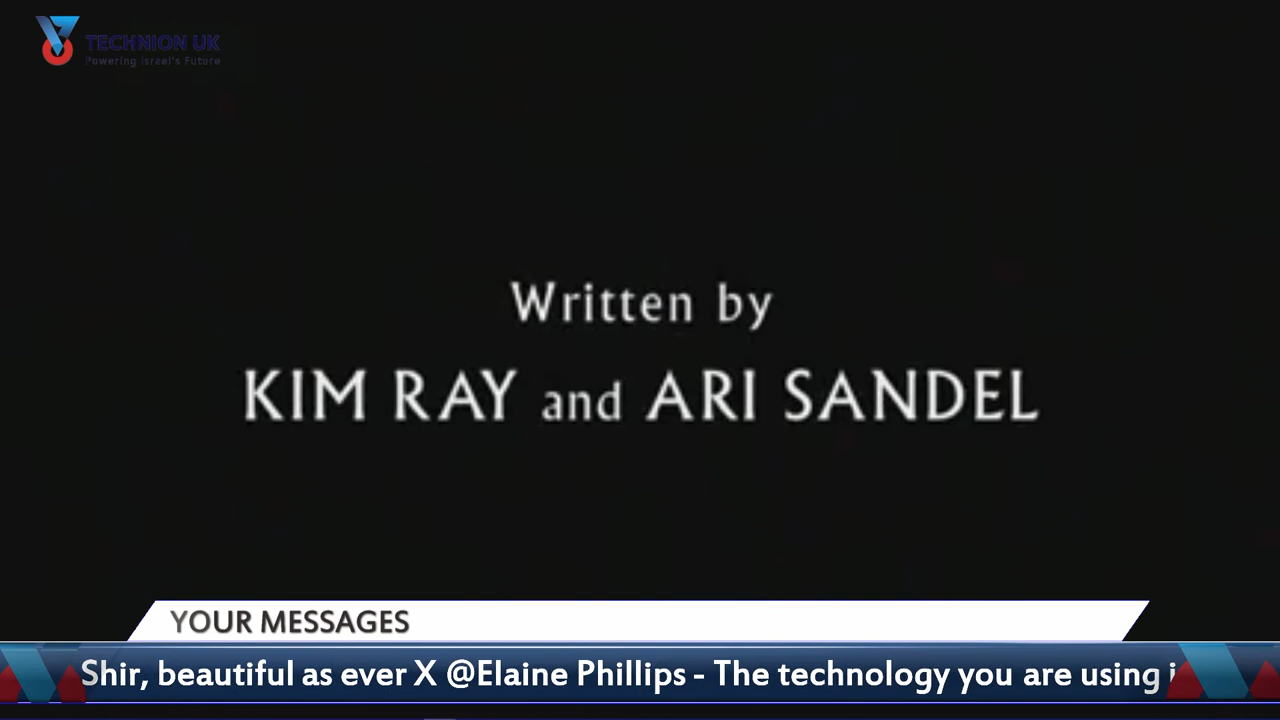 TECHNION UK
Powering Israel's Future
Written by
KIM RAY and ARI SANDEL
YOUR MESSAGES
Shir, beautiful as ever X @Elaine Phillips - The technology you are using